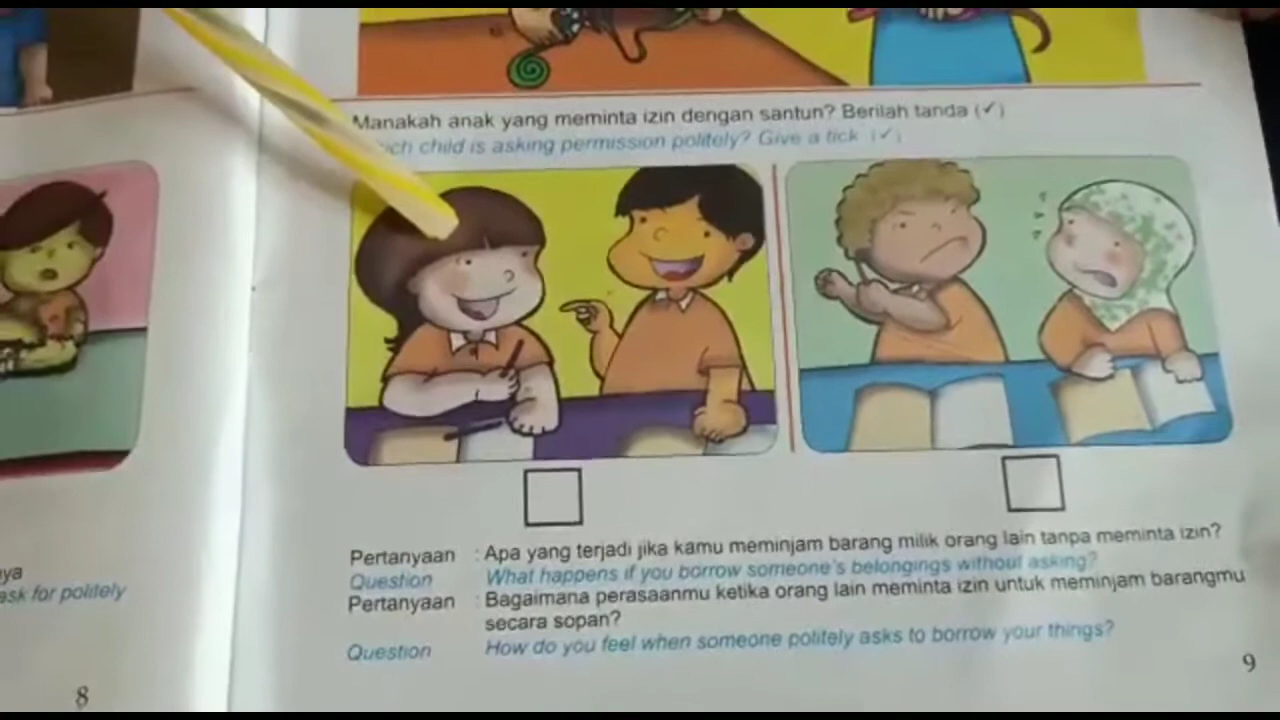 Manakah anak yang meminta izin dengan santun? Berilah tanda (✓)
child is asking permission politely? Give a tick (✓)
Pertanyaan : Apa yang terjadi jika kamu meminjam barang milik orang lain tanpa meminta izin?
Question What happens if you borrow someone's belongings without asking?
Pertanyaan : Bagaimana perasaanmu ketika orang lain meminta izin untuk meminjam barangmu
secara sopan?
Question How do you feel when someone politely asks to borrow your things?
9
ask for politely
8